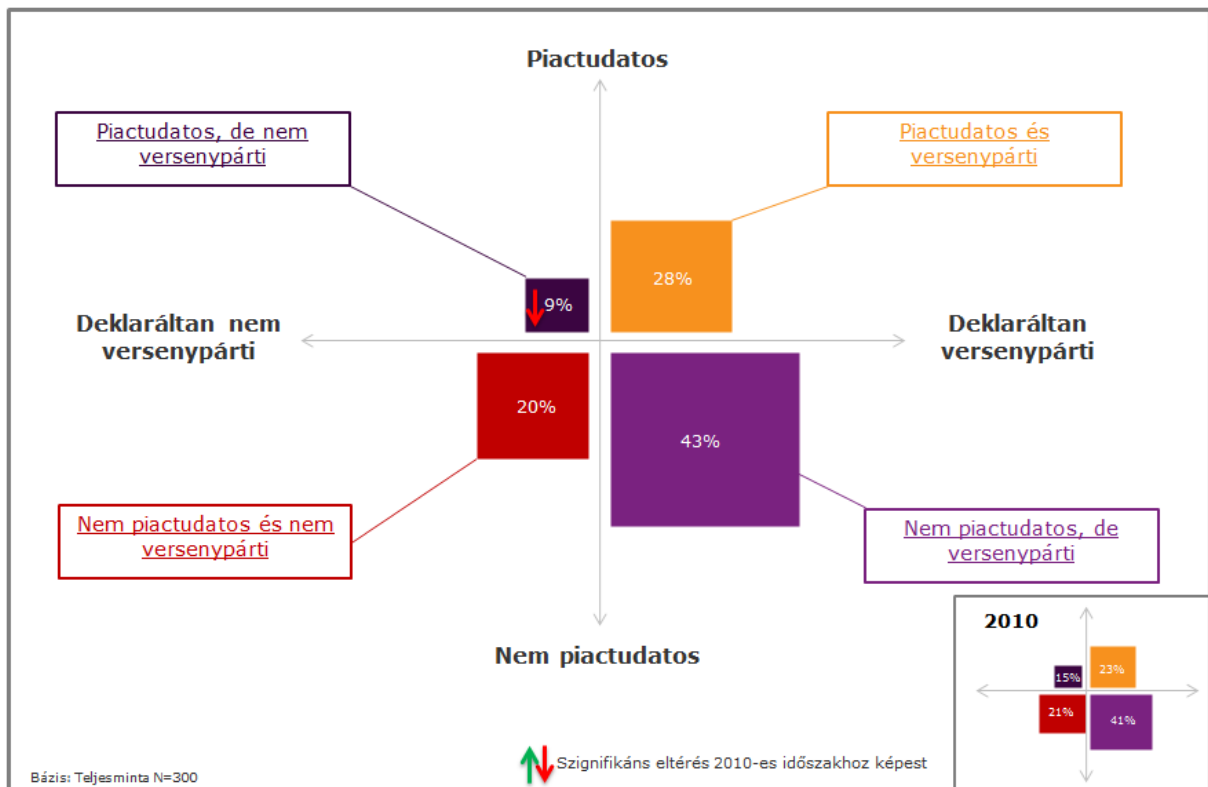 Piactudatos
Piactudatos, de nem
versenypárti
Piactudatos és
versenypárti
9%
28%
Deklaráltan nem
versenypárti
Deklaráltan
versenypárti
20%
43%
Nem piactudatos és nem
versenypárti
Nem piactudatos, de
versenypárti
Nem piactudatos
2010
15%
23%
21%
41%
Bázis: Teljesminta N=300
Szignifikáns eltérés 2010-es időszakhoz képest